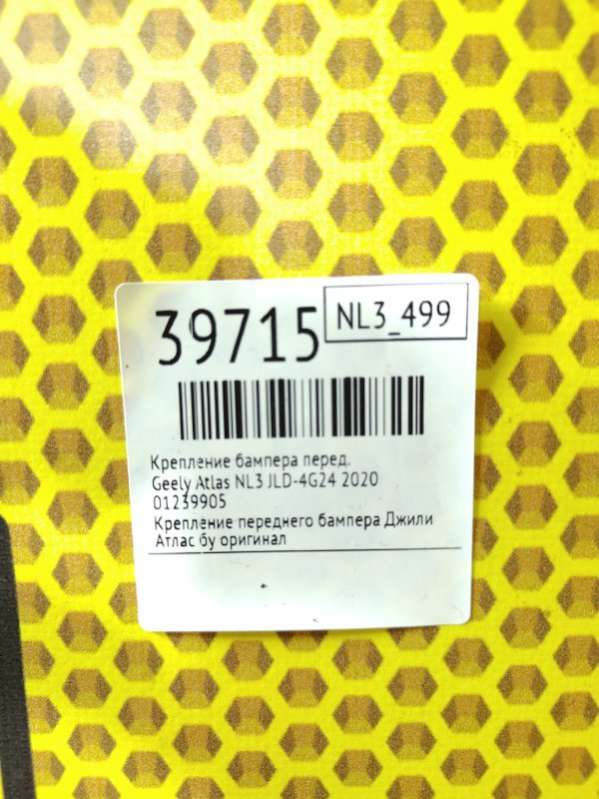 39715
NL3_499
Крепление бампера перед.
Geely Atlas NL3 JLD-4G24 2020
01239905
Крепление переднего бампера Джили
Атлас бу оригинал